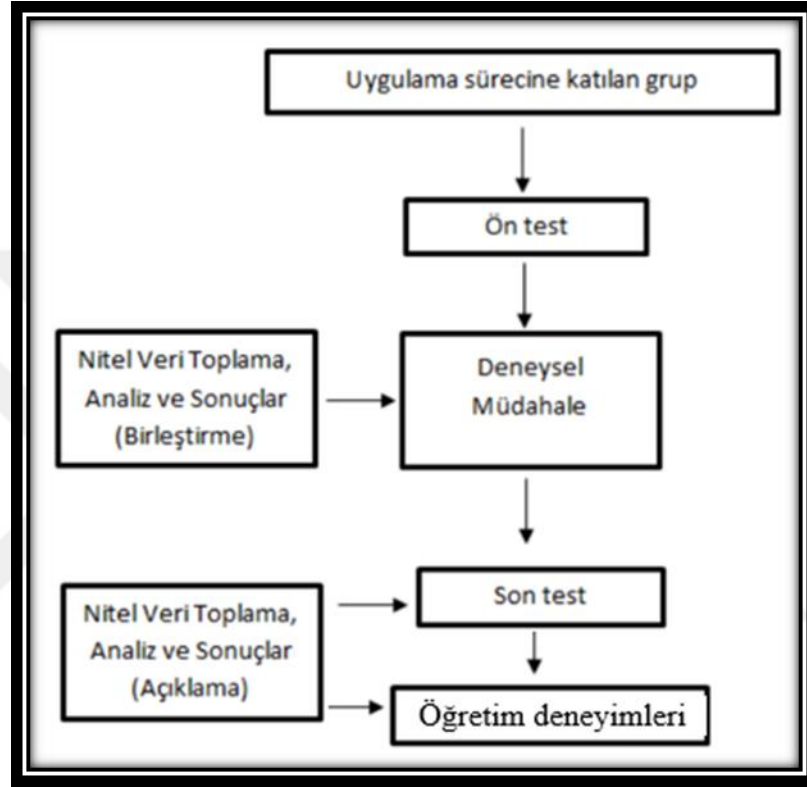 Uygulama sürecine katılan grup
Ön test
Nitel Veri Toplama,
Analiz ve Sonuçlar
(Birleştirme)
Deneysel
Müdahale
Nitel Veri Toplama,
Analiz ve Sonuçlar
(Açıklama)
Son test
Öğretim deneyimleri